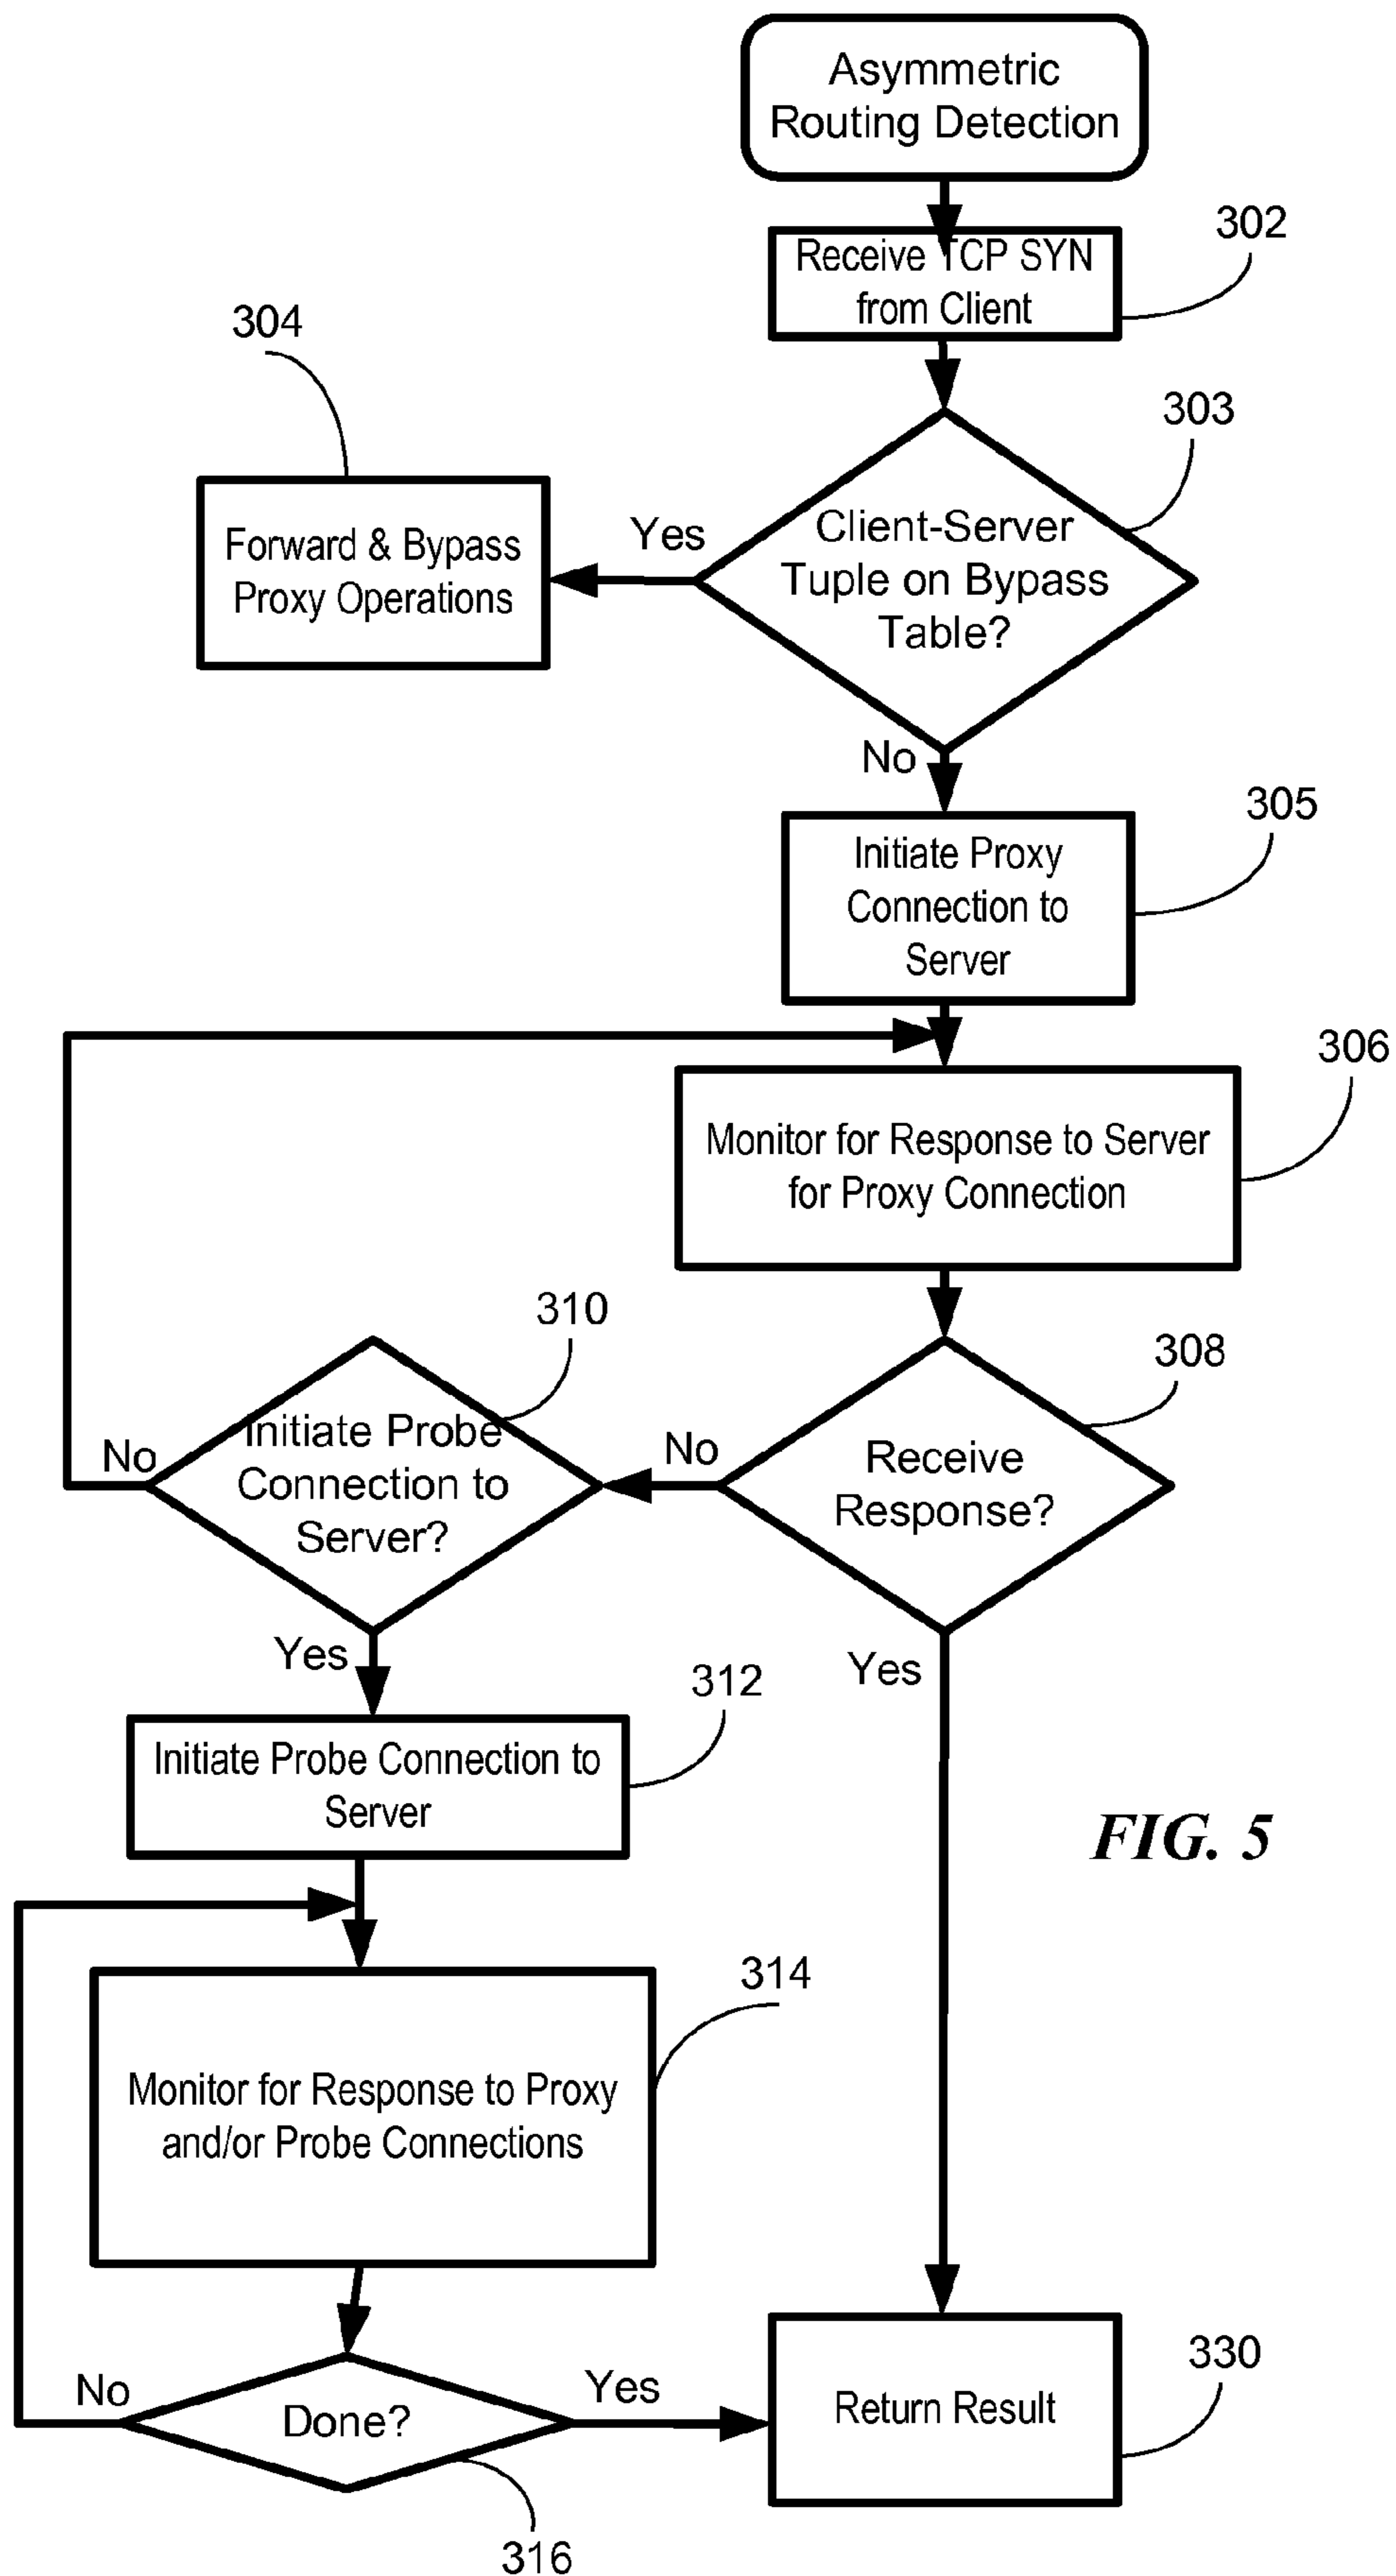 Asymmetric
Routing Detection
302
Receive TCP SYN
from Client
304
303
Forward & Bypass
Proxy Operations
Yes
Client-Server
Tuple on Bypass
Table?
No
305
Initiate Proxy
Connection to
Server
306
Monitor for Response to Server
for Proxy Connection
310
308
No
Initiate Probe
Connection to
Server?
No
Receive
Response?
Yes
Yes
312
Initiate Probe Connection to
Server
FIG. 5
314
Monitor for Response to Proxy
and/or Probe Connections
330
No
Done?
Yes
Return Result
316